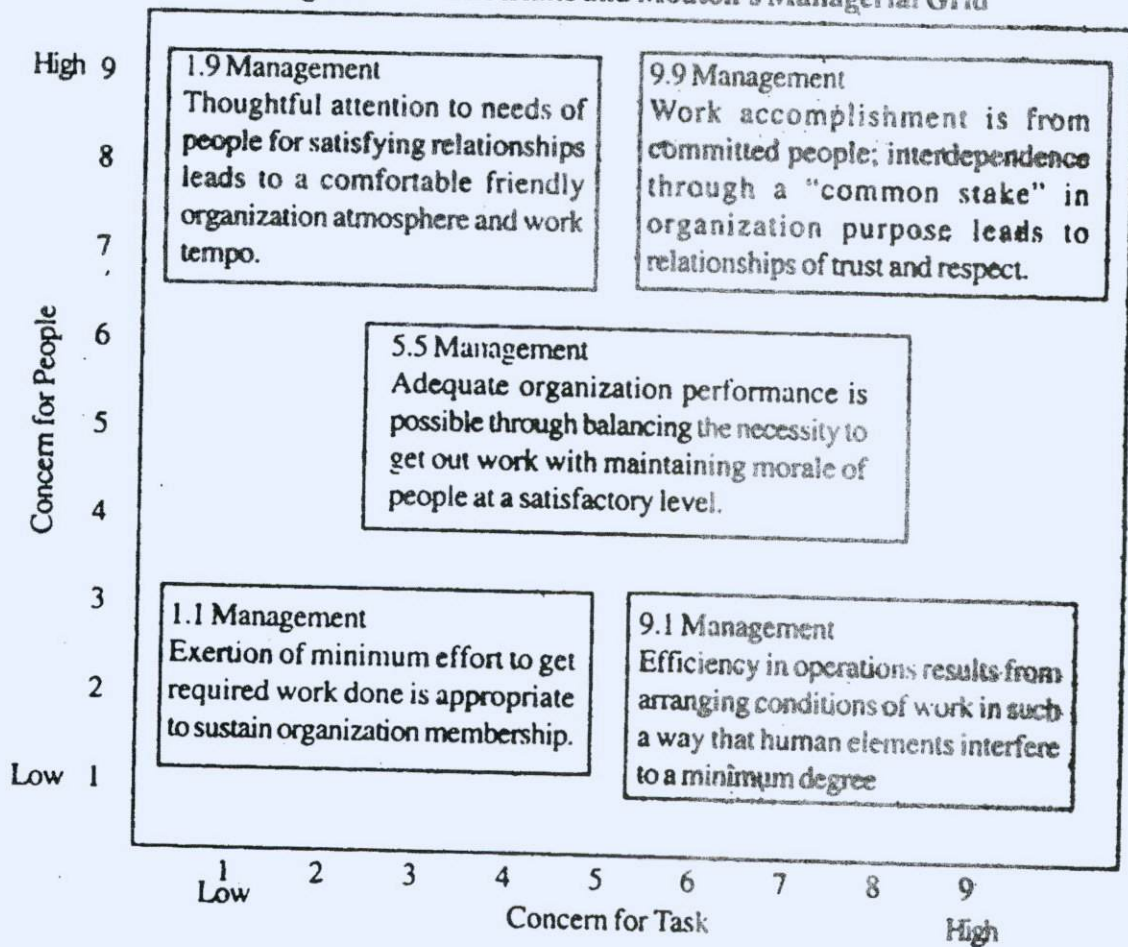 and Mouton's Managerial Grid
High 9
1.9 Management
Thoughtful attention to needs of
people for satisfying relationships
leads to a comfortable friendly
organization atmosphere and work
tempo.
9.9 Management
Work accomplishment is from
committed people; interdependence
through a "common stake" in
organization purpose leads to
relationships of trust and respect.
8
7
6
5.5 Management
Adequate organization performance is
possible through balancing the necessity to
get out work with maintaining morale of
people at a satisfactory level.
5
4
Concern for People
3
1.1 Management
Exertion of minimum effort to get
required work done is appropriate
to sustain organization membership.
9.1 Management
Efficiency in operations results from
arranging conditions of work in such
a way that human elements interfere
to a minimum degree
2
Low 1
1 2 3 4 5 6 7 8 9
Low
High
Concern for Task